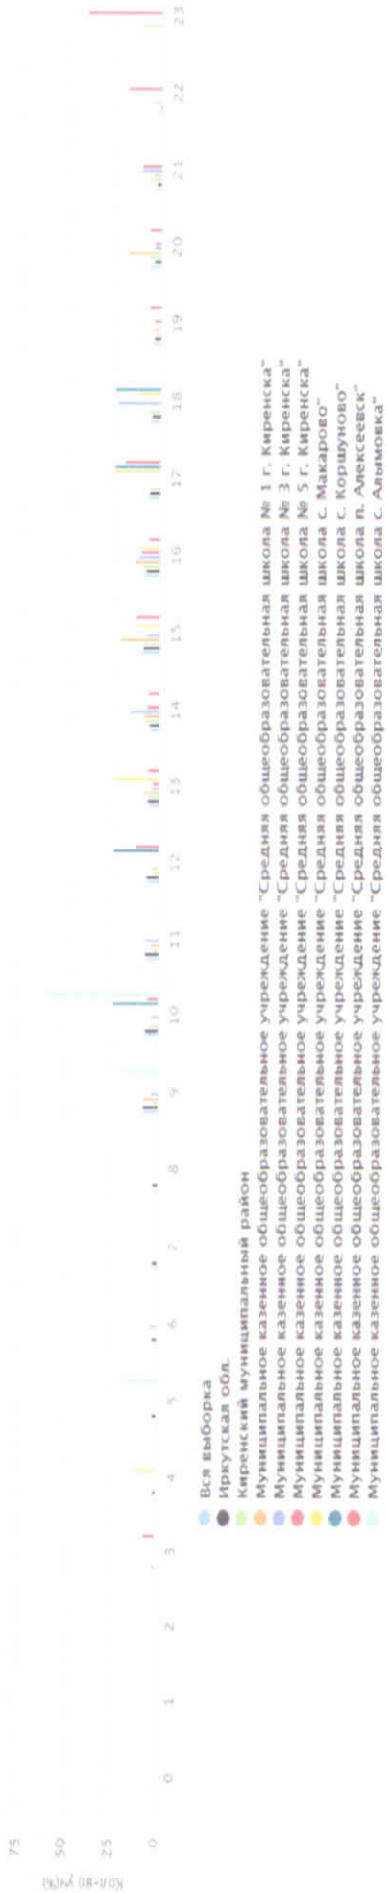 Кол-во уч(%)
75
50
25
0
0 1 2 3 4 5 6 7 8 9 10 11 12 13 14 15 16 17 18 19 20 21 22 23
Вся выборка
Иркутская обл.
Киренский муниципальный район
Муниципальное казенное общеобразовательное учреждение "Средняя общеобразовательная школа № 1 г. Киренска"
Муниципальное казенное общеобразовательное учреждение "Средняя общеобразовательная школа № 3 г. Киренска"
Муниципальное казенное общеобразовательное учреждение "Средняя общеобразовательная школа № 5 г. Киренска"
Муниципальное казенное общеобразовательное учреждение "Средняя общеобразовательная школа с. Макарово"
Муниципальное казенное общеобразовательное учреждение "Средняя общеобразовательная школа с. Коршуново"
Муниципальное казенное общеобразовательное учреждение "Средняя общеобразовательная школа п. Алексеевск"
Муниципальное казенное общеобразовательное учреждение "Средняя общеобразовательная школа с. Алымовка"